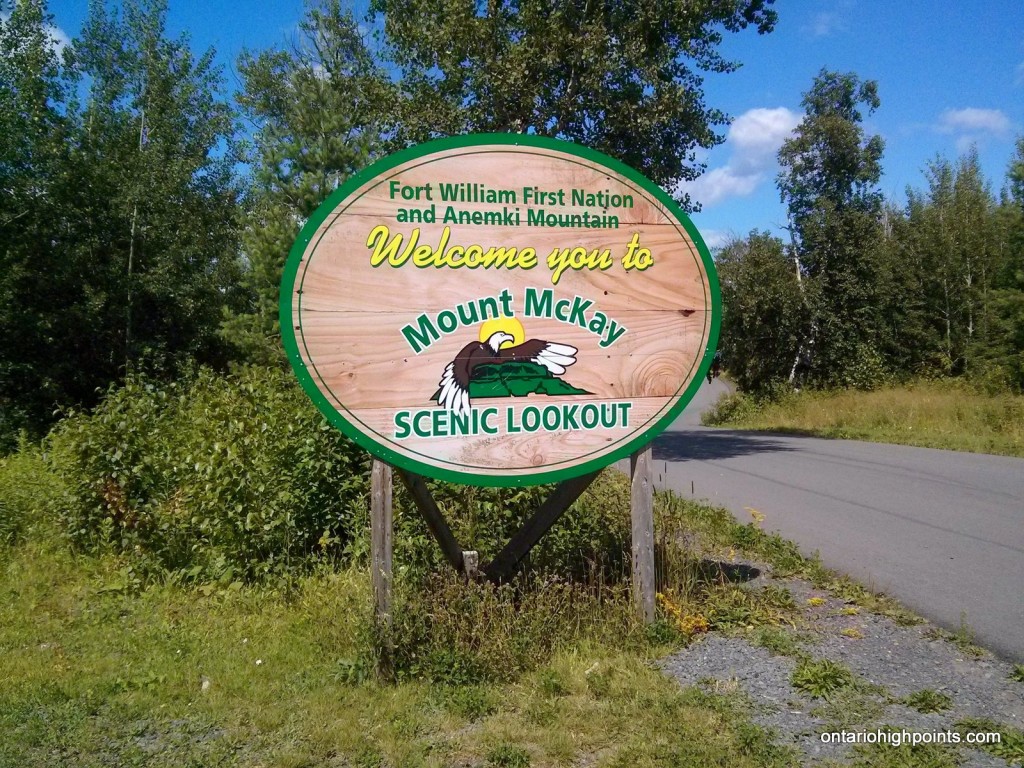 Fort William First Nation
and Anemki Mountain
Welcome you to
Mount McKay
SCENIC LOOKOUT
ontariohighpoints.com